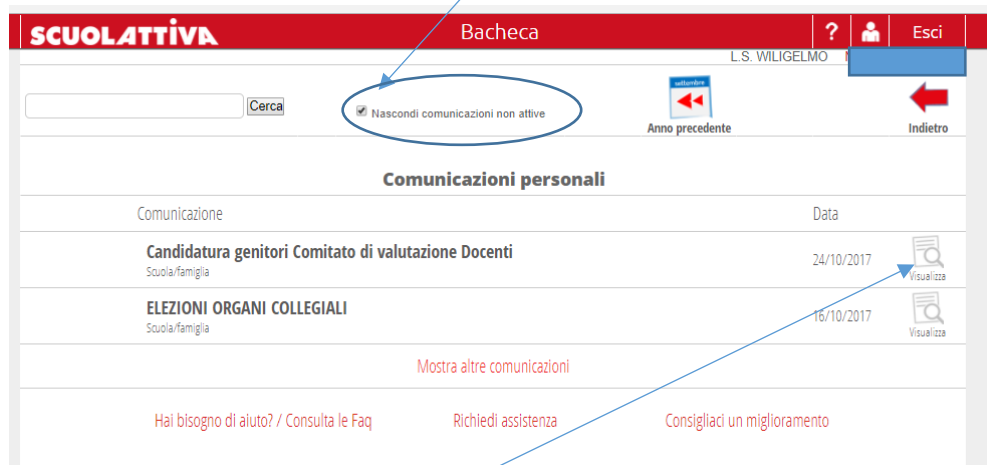 SCUOLATTIVA Bacheca ? Esci
L.S. WILIGELMO
Cerca Nascondi comunicazioni non attive settembre Anno precedente Indietro
Comunicazioni personali
Comunicazione Data
Candidatura genitori Comitato di valutazione Docenti 24/10/2017
Scuola/famiglia Visualizza
ELEZIONI ORGANI COLLEGIALI 16/10/2017
Scuola/famiglia Visualizza
Mostra altre comunicazioni
Hai bisogno di aiuto? / Consulta le Faq Richiedi assistenza Consigliaci un miglioramento